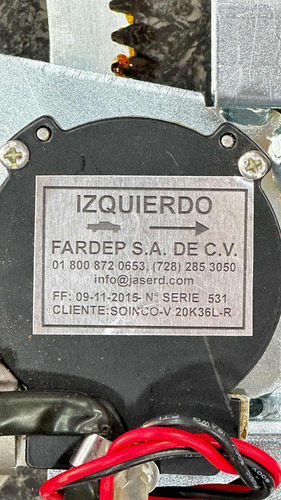 IZQUIERDO
FARDEP S.A. DE C.V.
01 800 872 0653, (728) 285 3050
info@jaserd.com
FF: 09-11-2015- N° SERIE 531
CLIENTE:SOINCO-V 20K36L-R